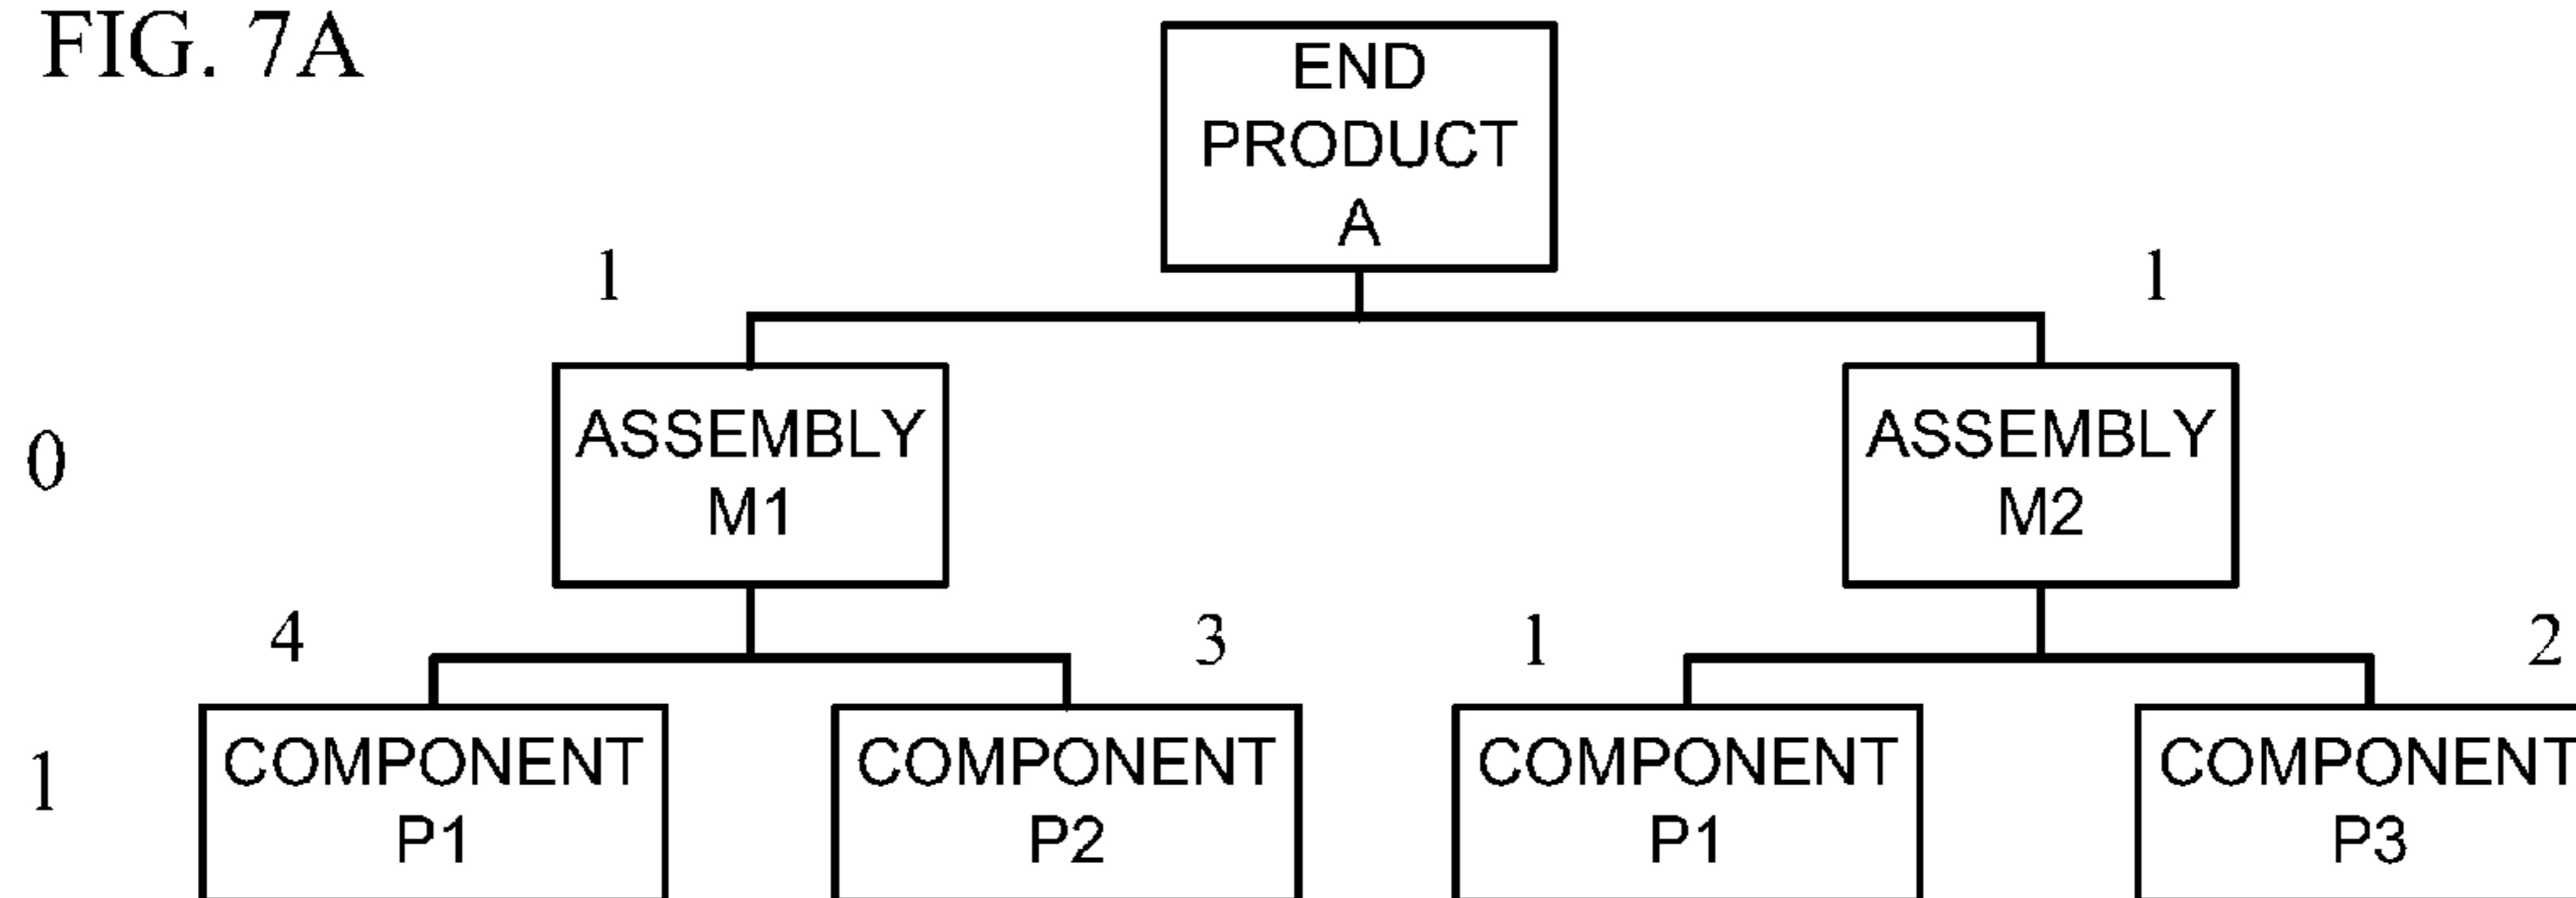 FIG. 7A
END
PRODUCT
A
1 1
0
ASSEMBLY
M1
ASSEMBLY
M2
4 3 1 2
1
COMPONENT
P1
COMPONENT
P2
COMPONENT
P1
COMPONENT
P3